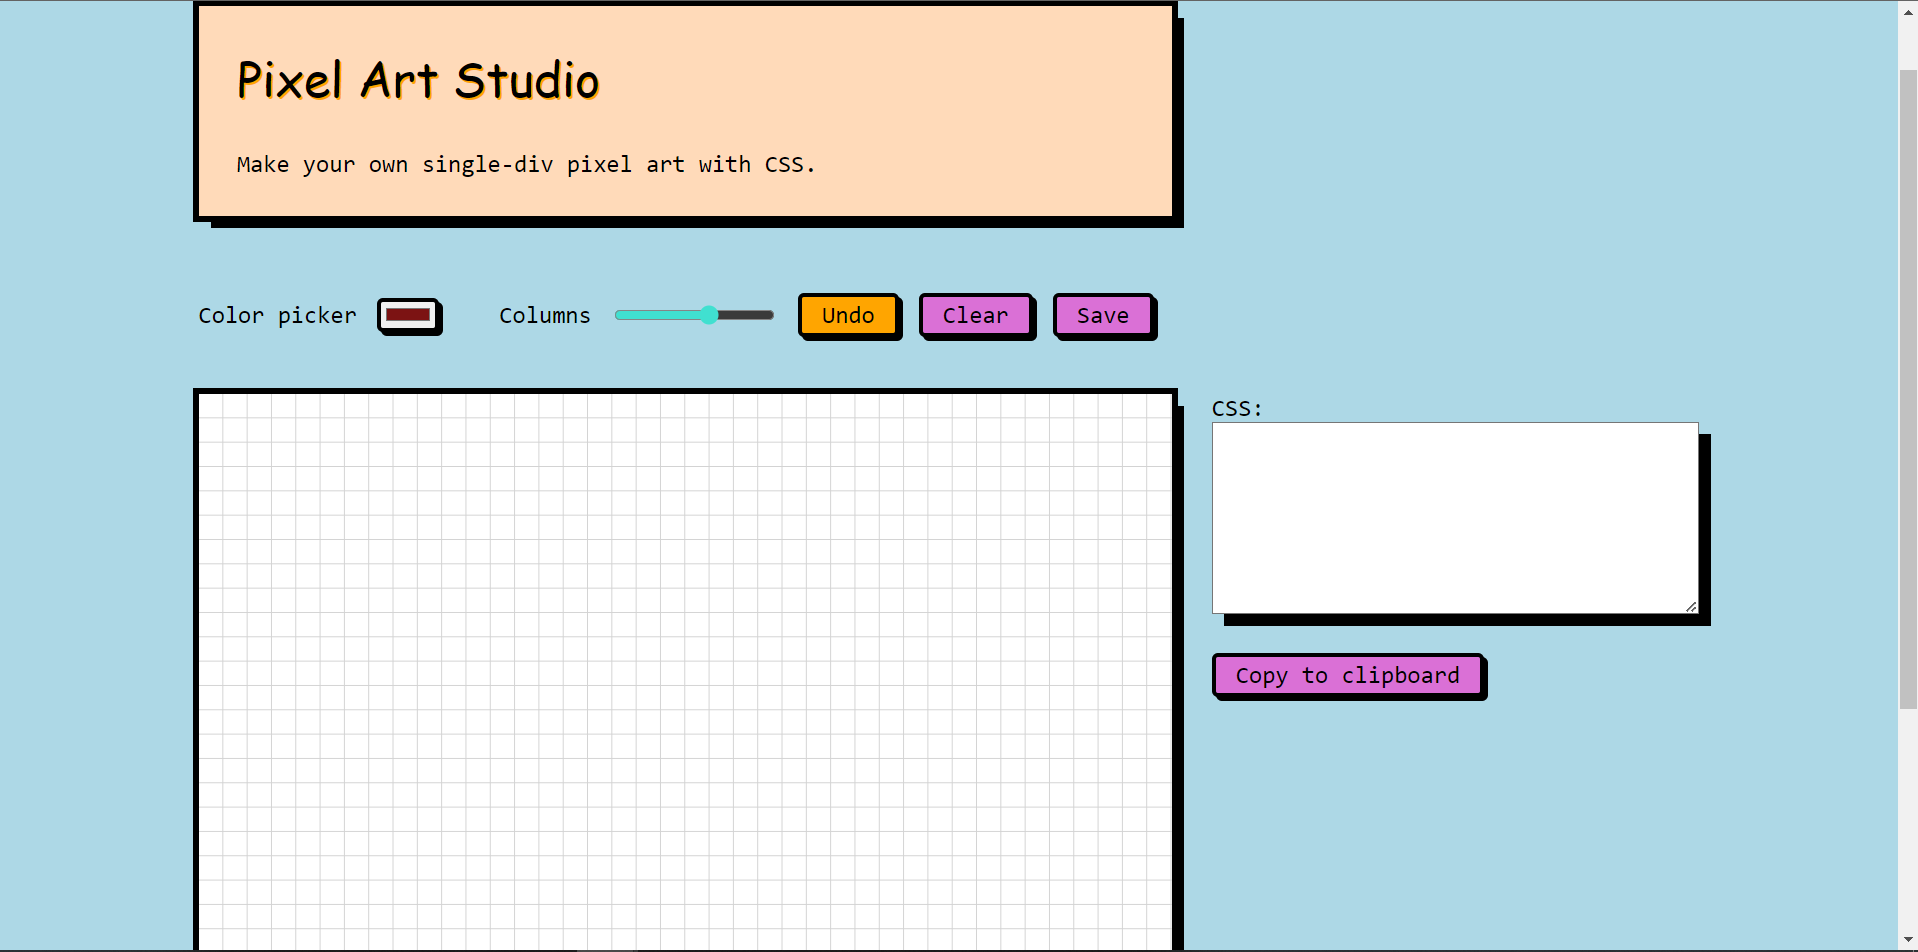 Pixel Art Studio
Make your own single-div pixel art with CSS.
Color picker Columns Undo Clear Save
CSS:
Copy to clipboard